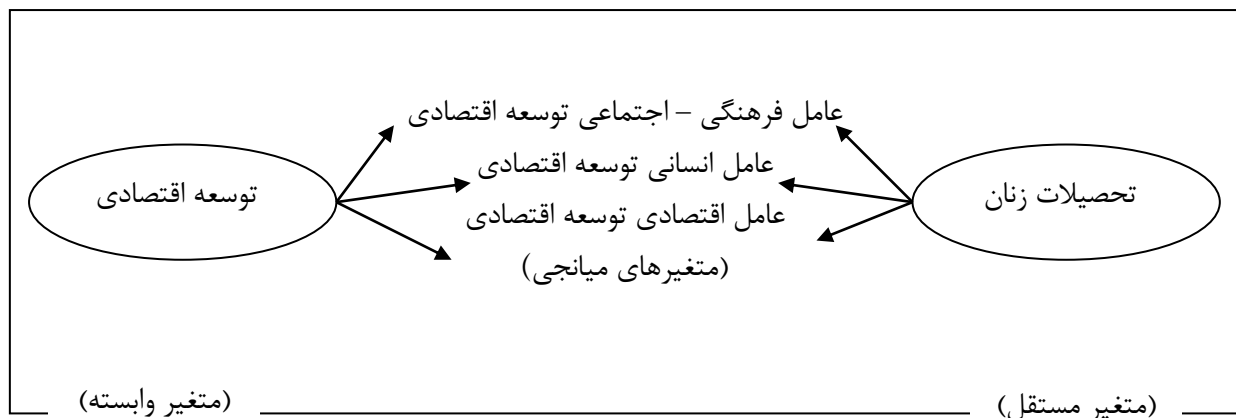 عامل فرهنگی – اجتماعی توسعه اقتصادی
عامل انسانی توسعه اقتصادی
تحصیلات زنان
توسعه اقتصادی
عامل اقتصادی توسعه اقتصادی
(متغیرهای میانجی)
(متغیر مستقل)
(متغیر وابسته)